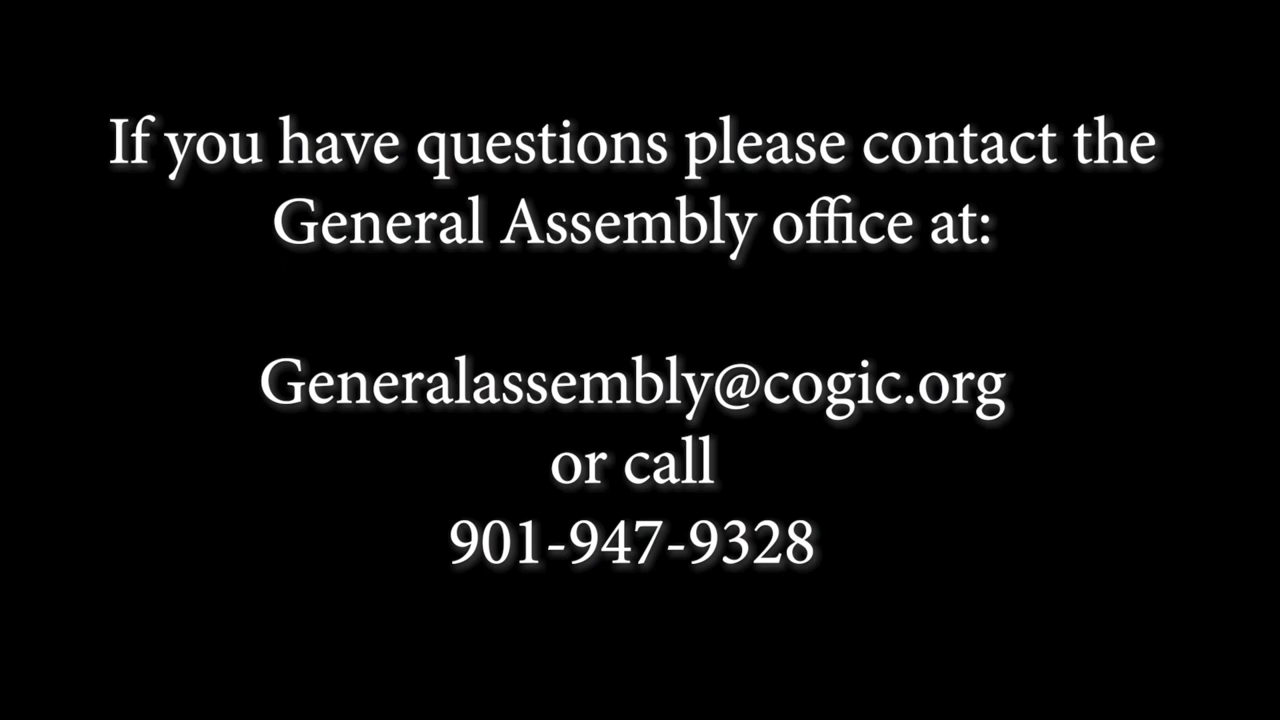 If you have questions please contact the
General Assembly office at:
Generalassembly@cogic.org
or call
901-947-9328